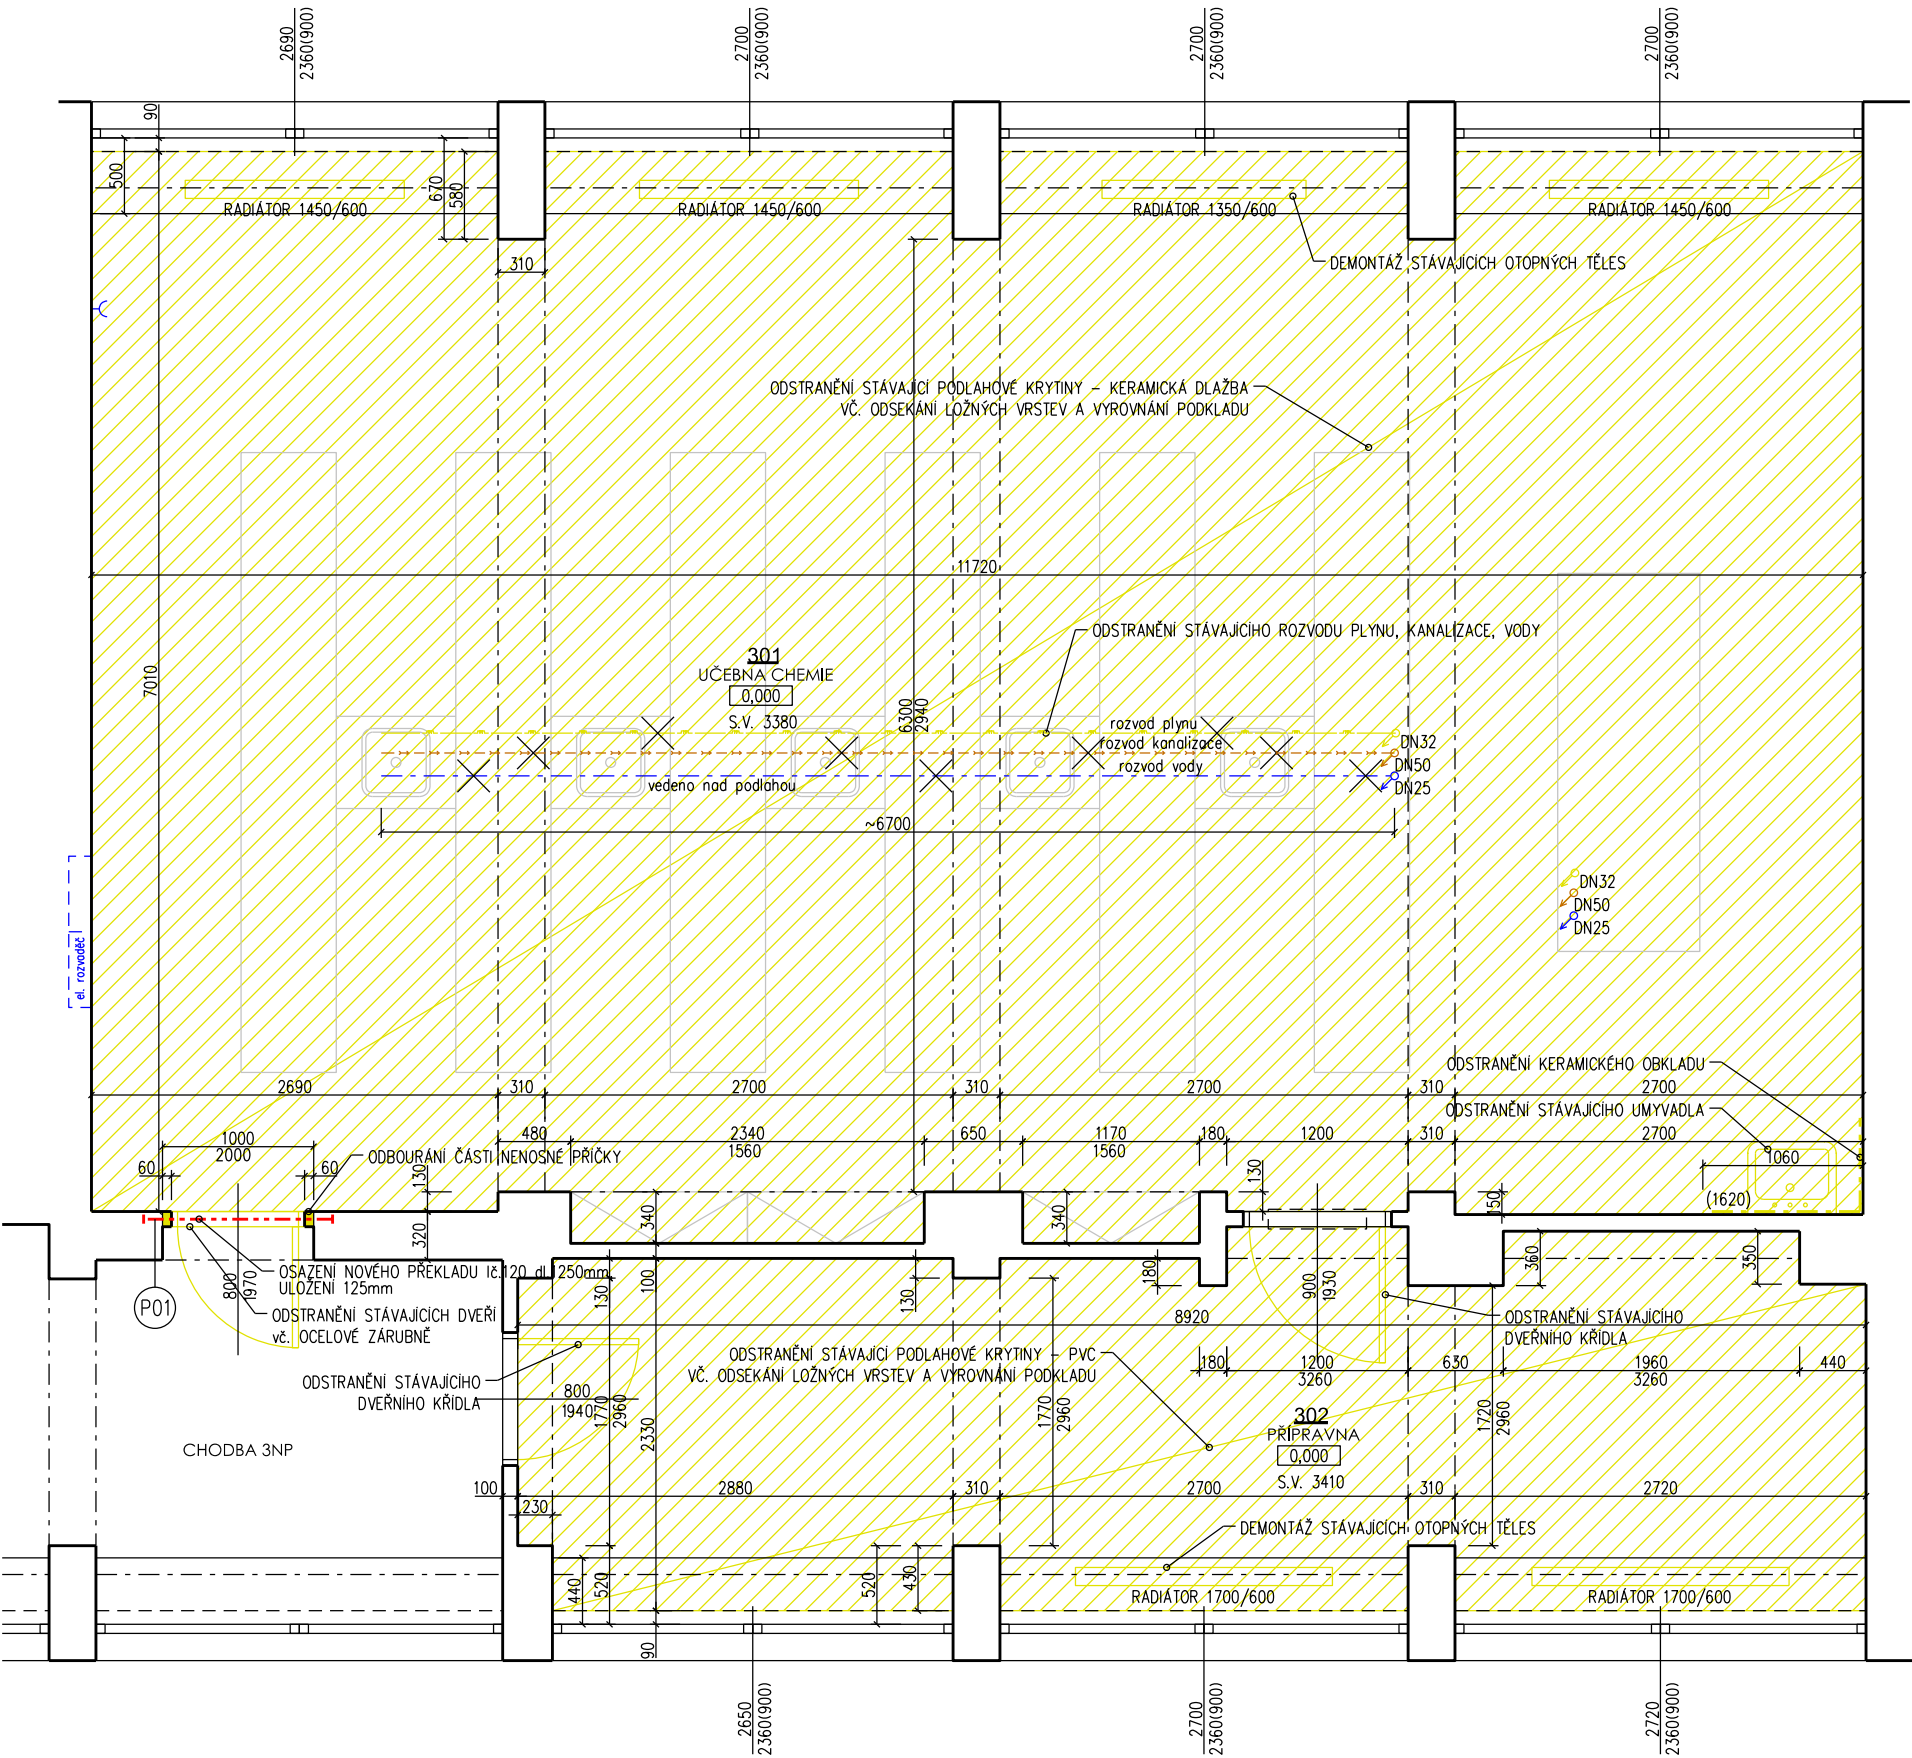 2690
2360(900)
2700
2360(900)
2700
2360(900)
2700
2360(900)
90
500
670
580
RADIÁTOR 1450/600
RADIÁTOR 1450/600
RADIÁTOR 1350/600
RADIÁTOR 1450/600
310
DEMONTÁŽ STÁVAJÍCÍCH OTOPNÝCH TĚLES
ODSTRANĚNÍ STÁVAJÍCÍ PODLAHOVÉ KRYTINY – KERAMICKÁ DLAŽBA
VČ. ODSEKÁNÍ LOŽNÝCH VRSTEV A VYROVNÁNÍ PODKLADU
11720
ODSTRANĚNÍ STÁVAJÍCÍHO ROZVODU PLYNU, KANALIZACE, VODY
7010
301
UČEBNA CHEMIE
0,000
S.V. 3380
6300
2940
rozvod plynu
rozvod kanalizace
rozvod vody
vedeno nad podlahou
DN32
DN50
DN25
~6700
DN32
DN50
DN25
el. rozvaděč
ODSTRANĚNÍ KERAMICKÉHO OBKLADU
2690
310
2700
310
2700
310
2700
ODSTRANĚNÍ STÁVAJÍCIHO UMYVADLA
480
2340
1560
650
1170
1560
180
1200
310
2700
1000
2000
60
60
ODBOURÁNÍ ČÁSTI NENOSNÉ PŘÍČKY
130
130
1060
(1620)
150
340
340
320
OSAZENÍ NOVÉHO PŘEKLADU Ič.120 dl.1250mm
ULOŽENÍ 125mm
P01
800
1970
ODSTRANĚNÍ STÁVAJÍCÍCH DVEŘÍ
vč. OCELOVÉ ZÁRUBNĚ
100
130
130
180
360
350
900
1930
8920
ODSTRANĚNÍ STÁVAJÍCÍHO
DVEŘNÍHO KŘÍDLA
ODSTRANĚNÍ STÁVAJÍCÍ PODLAHOVÉ KRYTINY – PVC
VČ. ODSEKÁNÍ LOŽNÝCH VRSTEV A VYROVNÁNÍ PODKLADU
180
1200
3260
630
1960
3260
440
ODSTRANĚNÍ STÁVAJÍCÍHO
DVEŘNÍHO KŘÍDLA
800
1940
1770
2960
2330
1770
2960
1720
2960
302
PŘÍPRAVNA
0,000
S.V. 3410
CHODBA 3NP
100
230
2880
310
2700
310
2720
DEMONTÁŽ STÁVAJÍCÍCH OTOPNÝCH TĚLES
440
520
520
430
RADIÁTOR 1700/600
RADIÁTOR 1700/600
90
2650
2360(900)
2700
2360(900)
2720
2360(900)